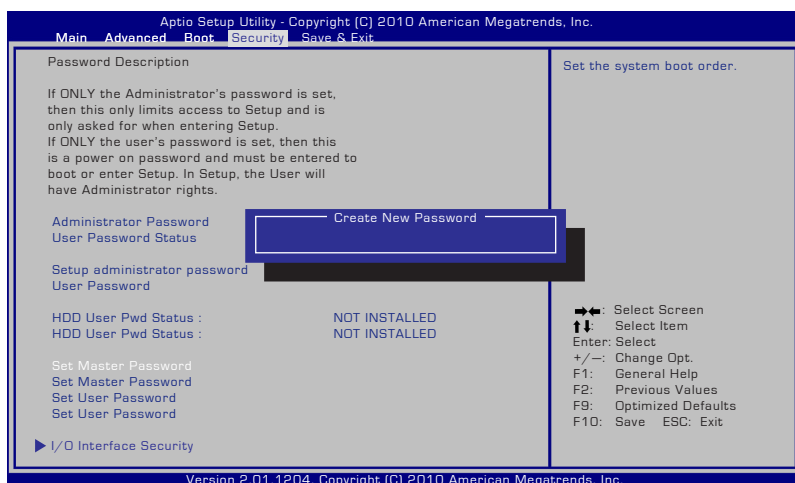 Aptio Setup Utility - Copyright (C) 2010 American Megatrends, Inc.
Main Advanced Boot Security Save & Exit
Password Description
If ONLY the Administrator's password is set,
then this only limits access to Setup and is
only asked for when entering Setup.
If ONLY the user's password is set, then this
is a power on password and must be entered to
boot or enter Setup. In Setup, the User will
have Administrator rights.
Administrator Password
User Password Status
Create New Password
Setup administrator password
User Password
HDD User Pwd Status : NOT INSTALLED
HDD User Pwd Status : NOT INSTALLED
Set Master Password
Set Master Password
Set User Password
Set User Password
I/O Interface Security
Set the system boot order.
→←: Select Screen
↑↓: Select Item
Enter: Select
+/—: Change Opt.
F1: General Help
F2: Previous Values
F9: Optimized Defaults
F10: Save ESC: Exit
Version 2.01.1204. Copyright (C) 2010 American Megatrends, Inc.